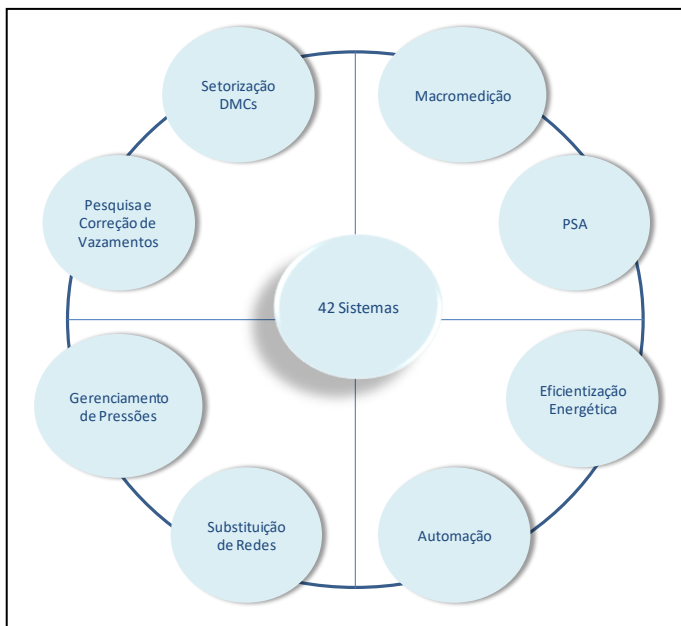 Setorização
DMCs
Macromedição
Pesquisa e
Correção de
Vazamentos
PSA
42 Sistemas
Gerenciamento
de Pressões
Eficientização
Energética
Substituição
de Redes
Automação